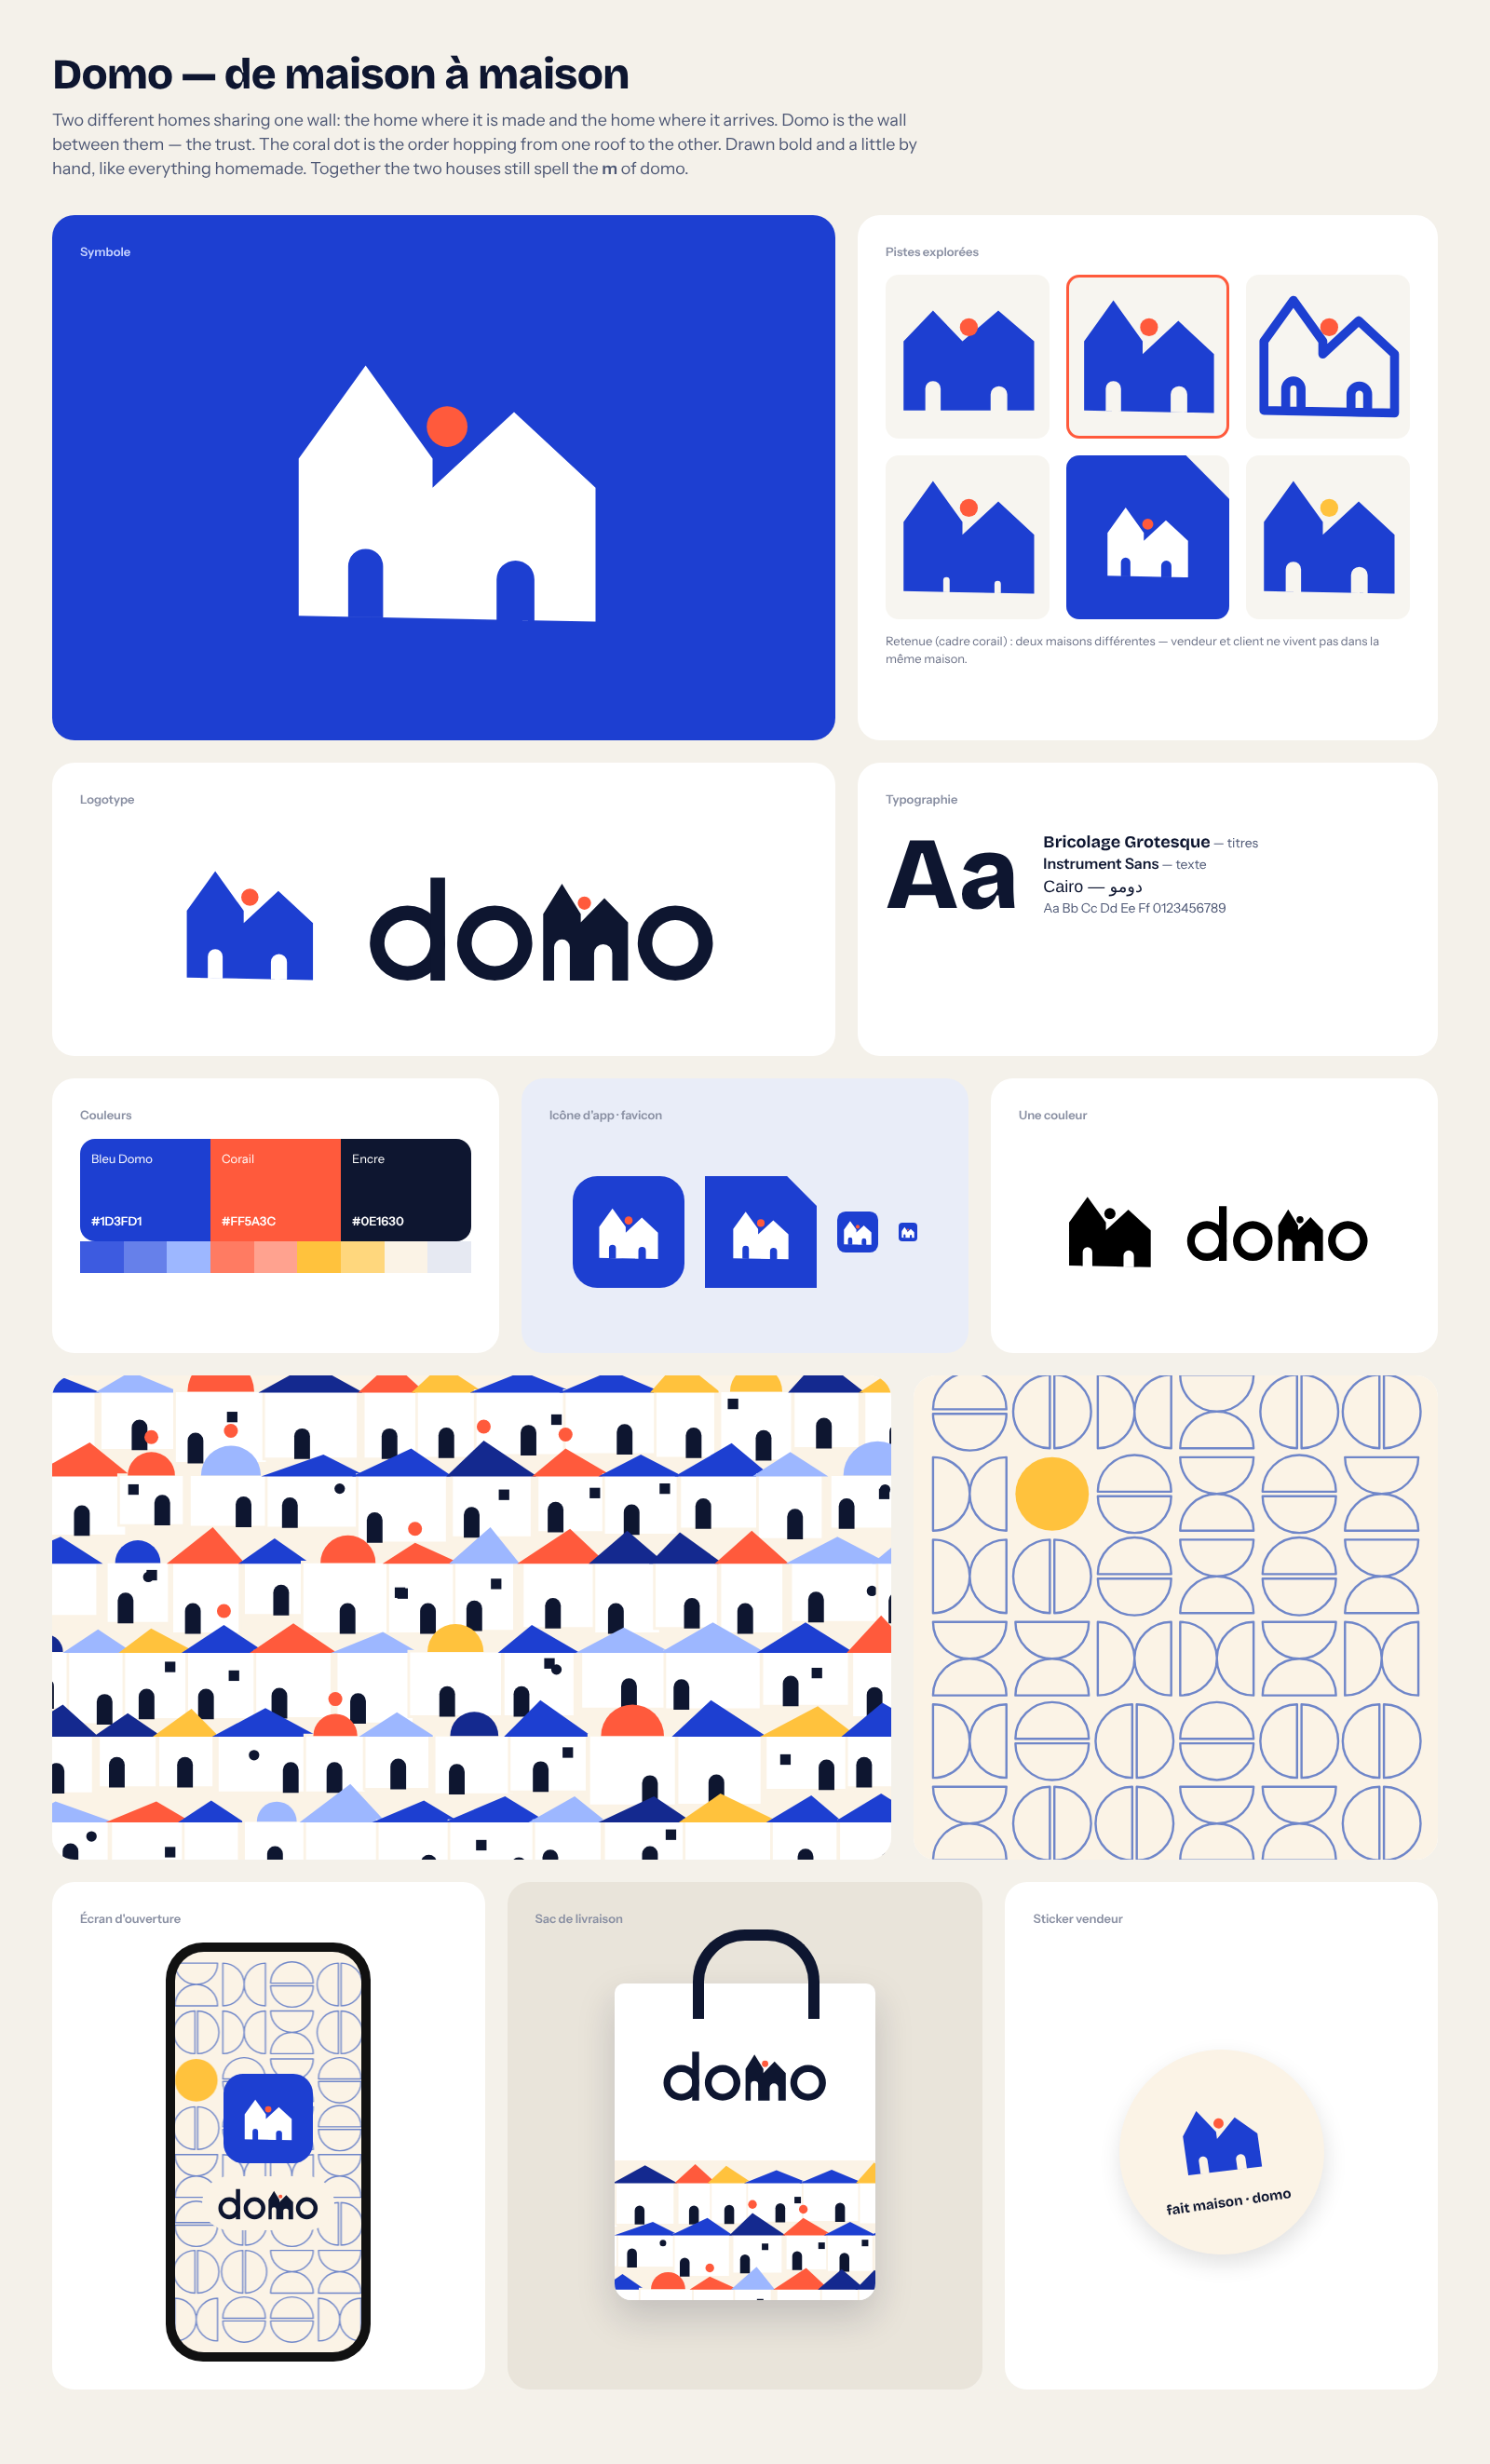 Domo — de maison à maison
Two different homes sharing one wall: the home where it is made and the home where it arrives. Domo is the wall
between them — the trust. The coral dot is the order hopping from one roof to the other. Drawn bold and a little by
hand, like everything homemade. Together the two houses still spell the m of domo.
Symbole
Pistes explorées
Retenue (cadre corail) : deux maisons différentes — vendeur et client ne vivent pas dans la
même maison.
Logotype
domo
Typographie
Aa
Bricolage Grotesque — titres
Instrument Sans — texte
Cairo — دومو
Aa Bb Cc Dd Ee Ff 0123456789
Couleurs
Bleu Domo
#1D3FD1
Corail
#FF5A3C
Encre
#0E1630
Icône d'app · favicon
Une couleur
domo
Écran d'ouverture
domo
Sac de livraison
domo
Sticker vendeur
fait maison · domo